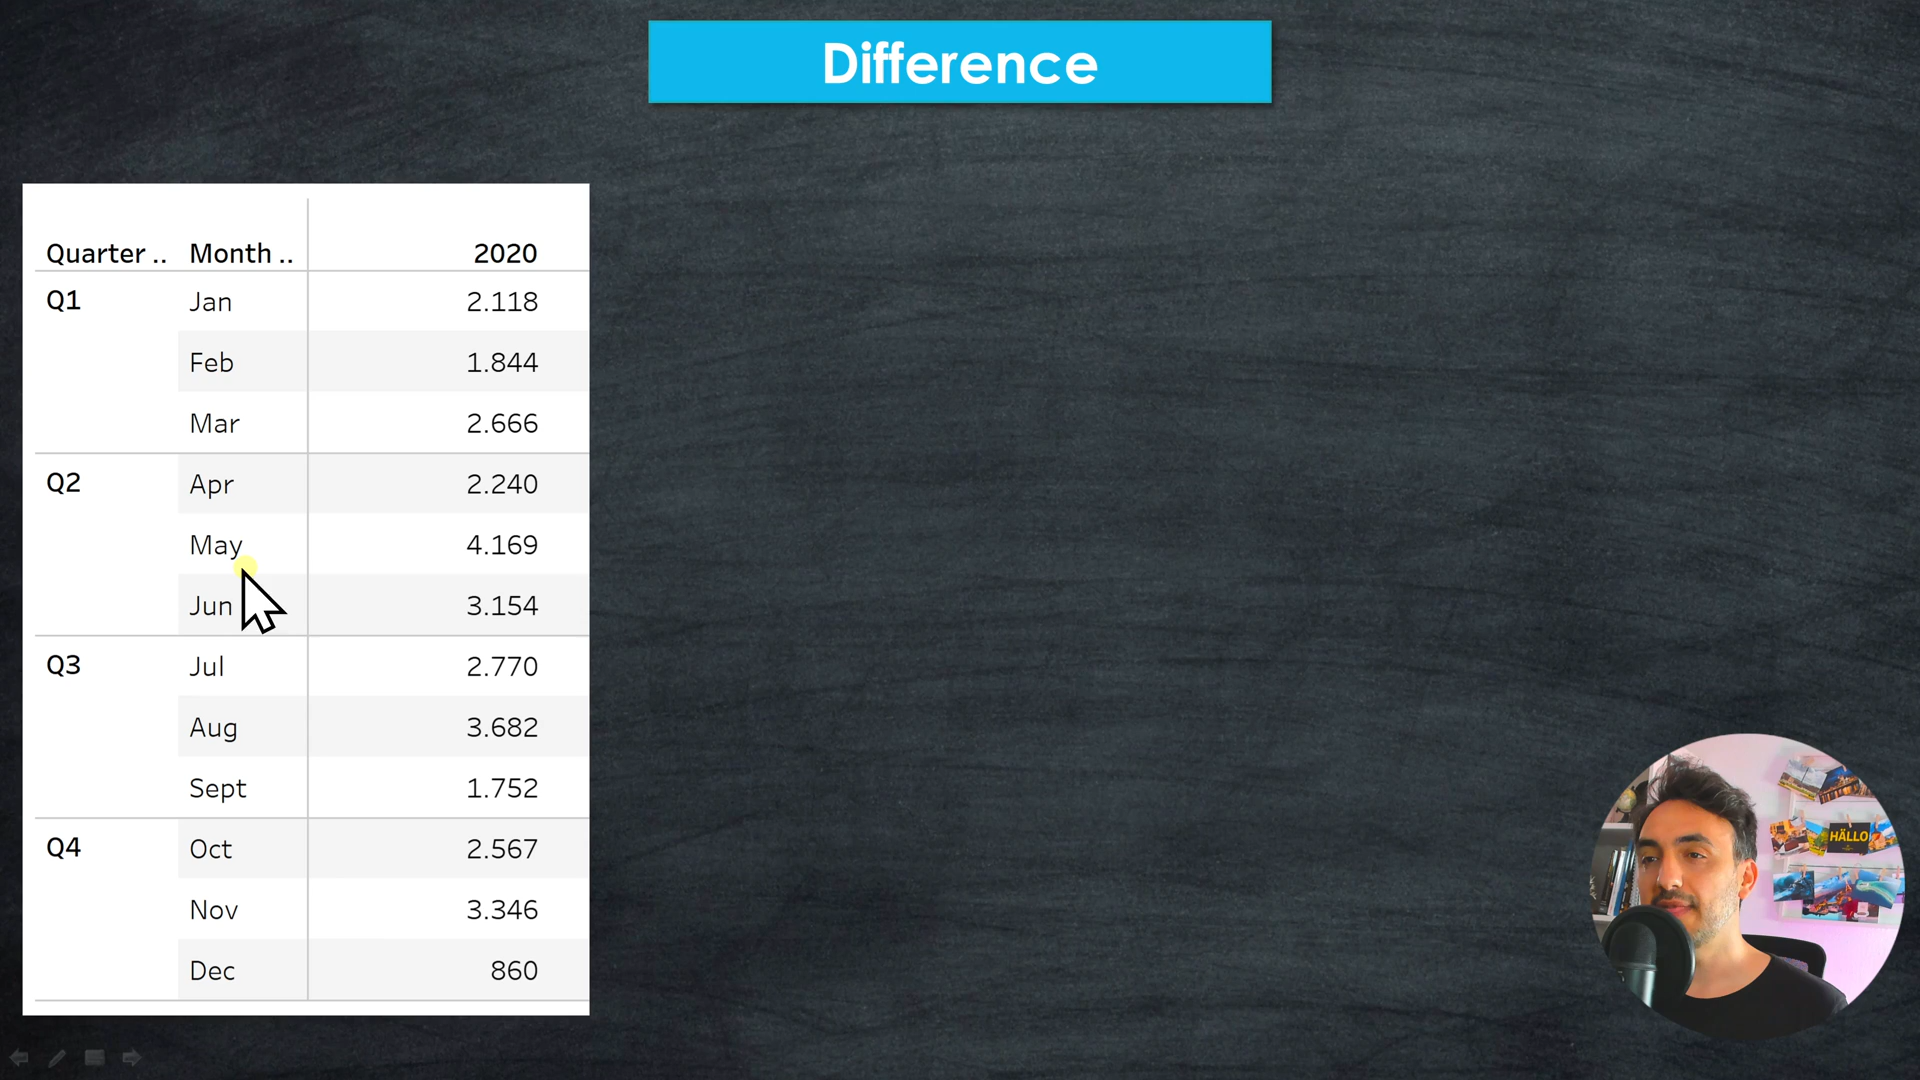 Difference
Quarter .. Month .. 2020
Q1 Jan 2.118
Feb 1.844
Mar 2.666
Q2 Apr 2.240
May 4.169
Jun 3.154
Q3 Jul 2.770
Aug 3.682
Sept 1.752
Q4 Oct 2.567
Nov 3.346
Dec 860
HÄLLO